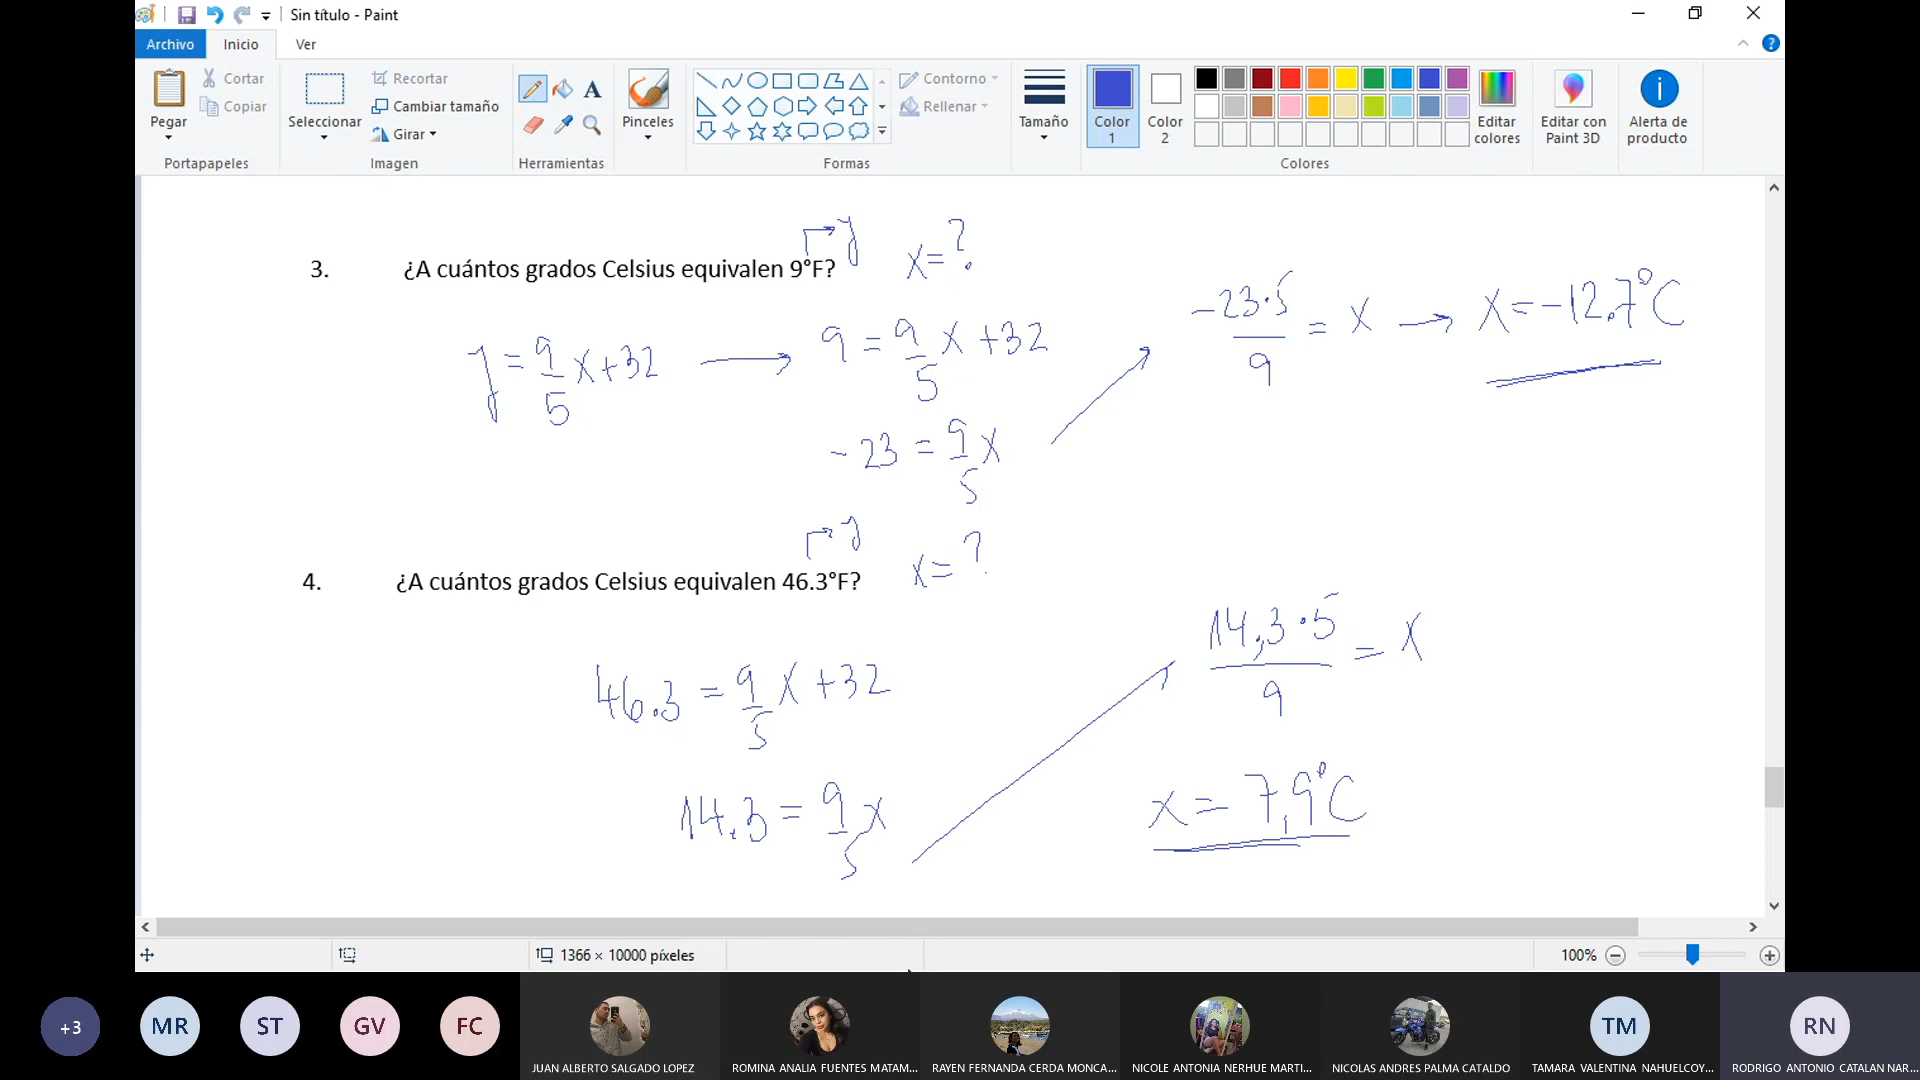 Sin título - Paint
Archivo Inicio Ver
Pegar
Cortar
Copiar
Portapapeles
Seleccionar
Recortar
Cambiar tamaño
Girar
Imagen
A
Herramientas
Pinceles
Formas
Contorno
Rellenar
Tamaño
Color 1
Color 2
Editar colores
Colores
Editar con Paint 3D
Alerta de producto
y x=?
3. ¿A cuántos grados Celsius equivalen 9°F?
y = 9/5 x + 32 → 9 = 9/5 x + 32
-23 = 9/5 x
-23·5/9 = x → x = -12.7°C
y x=?
4. ¿A cuántos grados Celsius equivalen 46.3°F?
46.3 = 9/5 x + 32
14.3 = 9/5 x
14,3·5/9 = x
x = 7,9°C
1366 × 10000 píxeles
100%
+3 MR ST GV FC TM RN
JUAN ALBERTO SALGADO LOPEZ
ROMINA ANALIA FUENTES MATAM...
RAYEN FERNANDA CERDA MONCA...
NICOLE ANTONIA NERHUE MARTI...
NICOLAS ANDRES PALMA CATALDO
TAMARA VALENTINA NAHUELCOY...
RODRIGO ANTONIO CATALAN NAR...